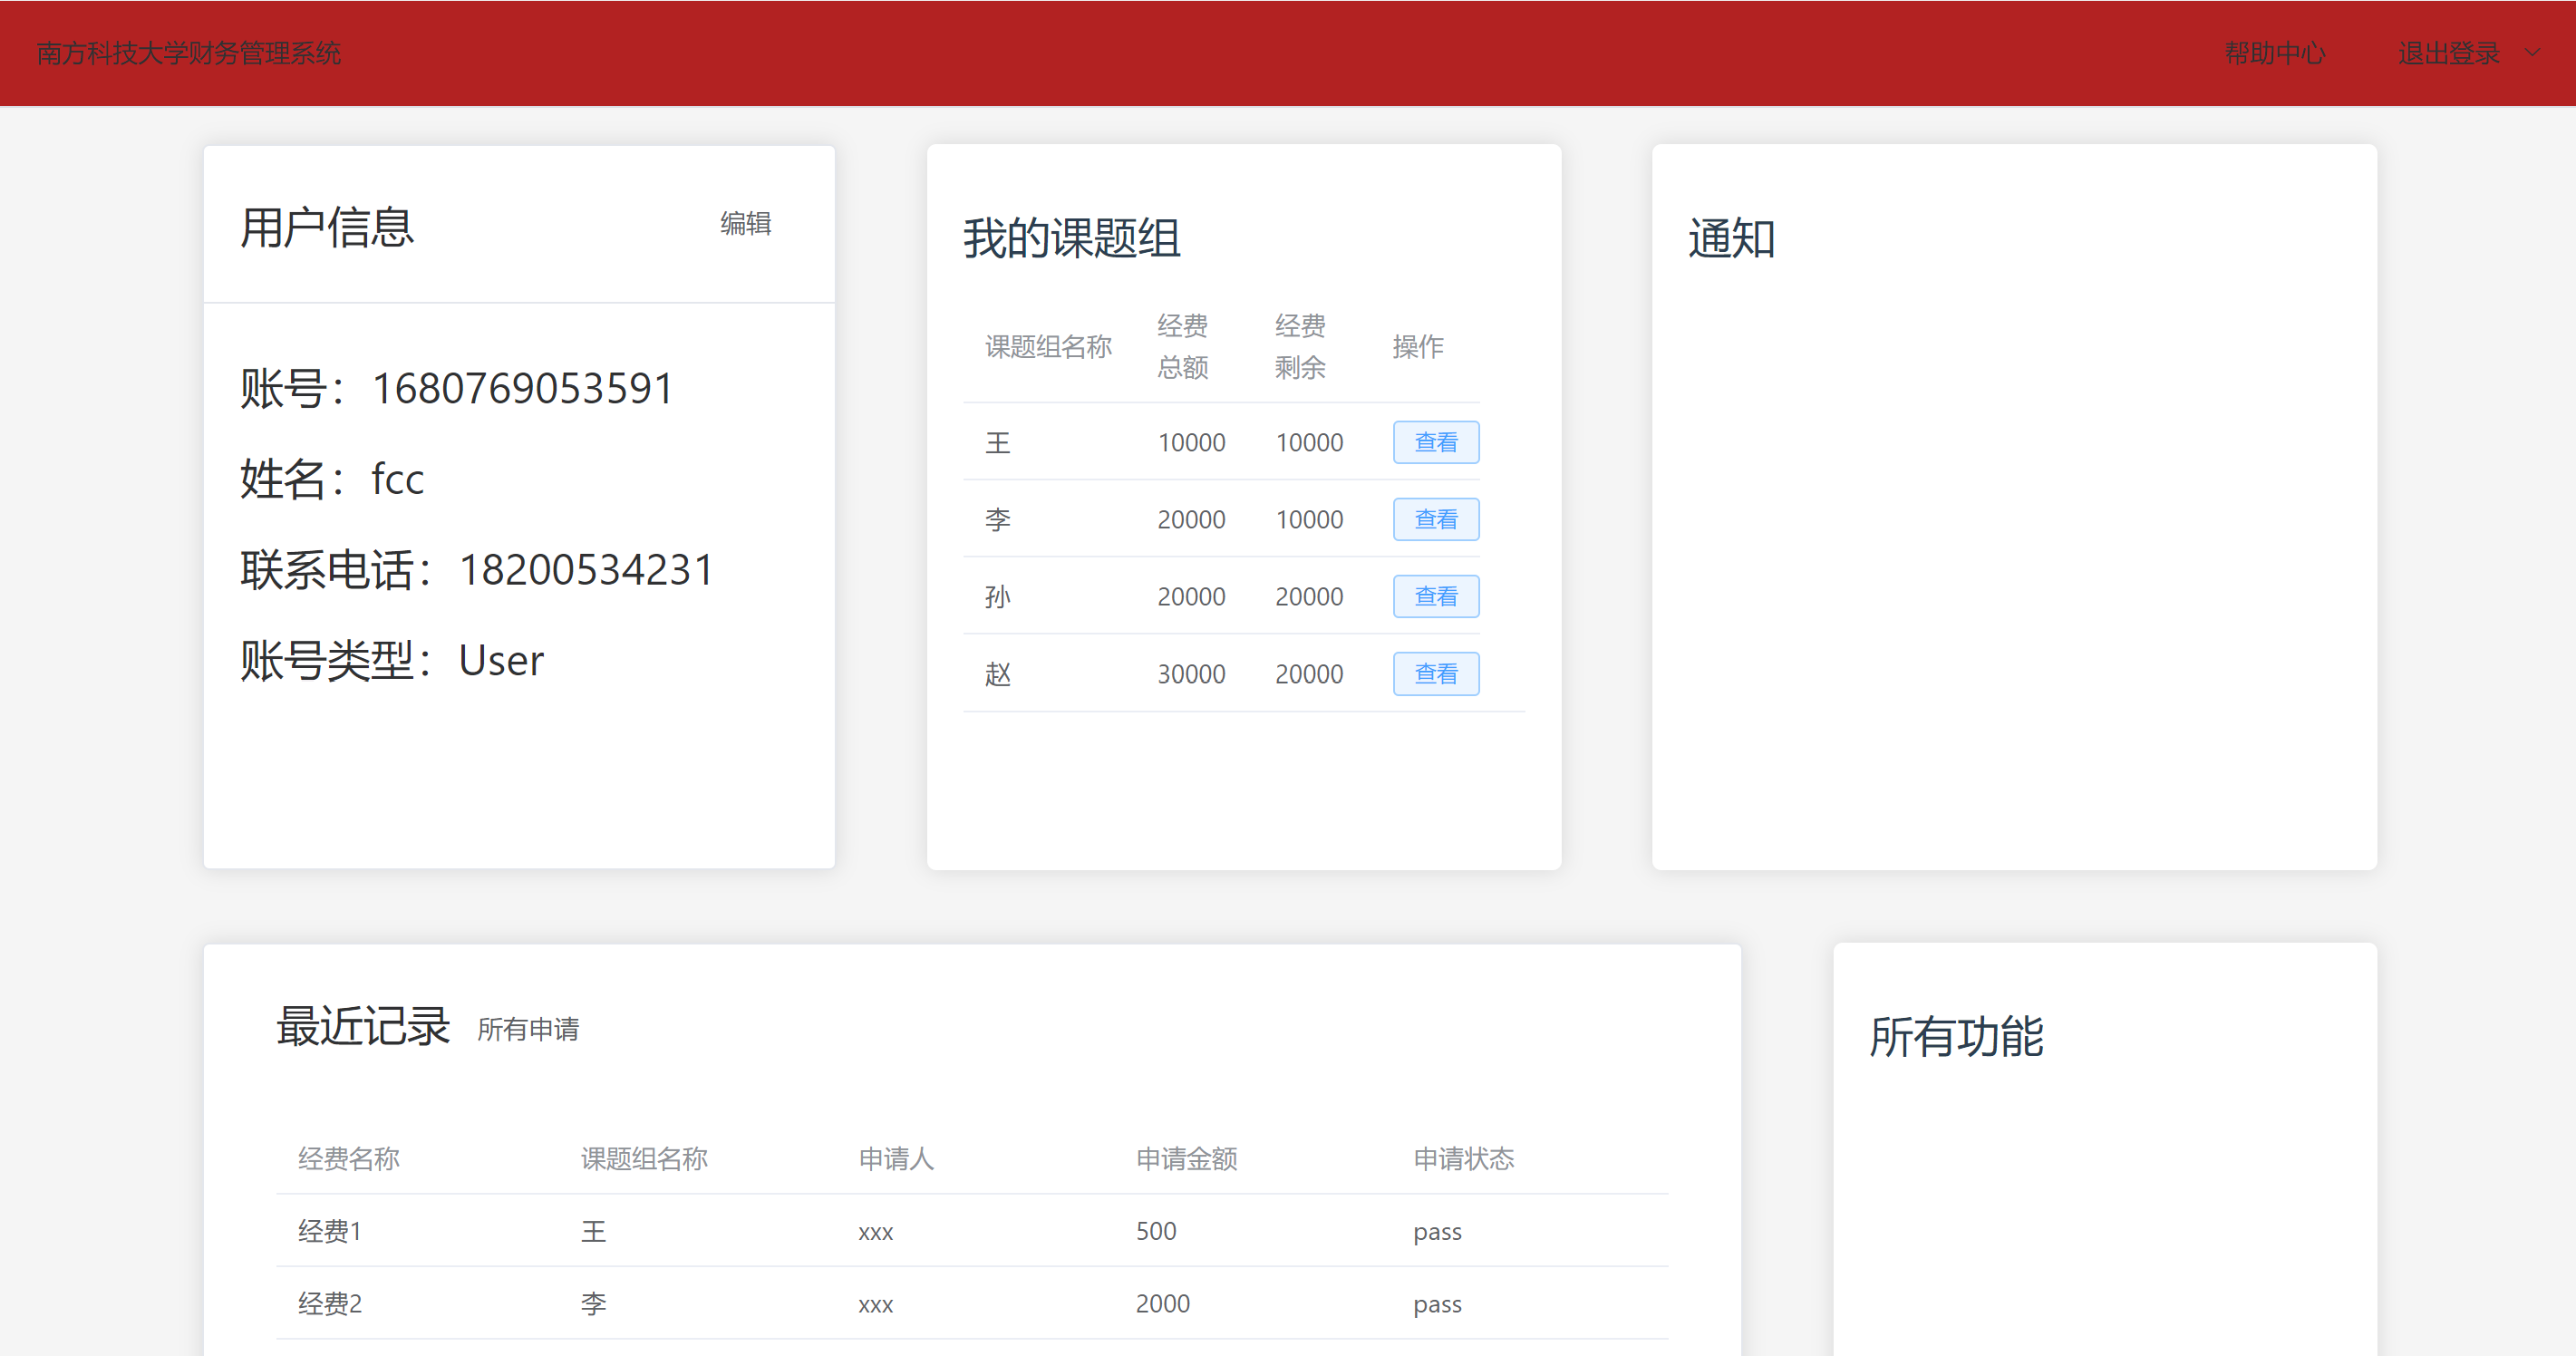 南方科技大学财务管理系统 帮助中心 退出登录
用户信息 编辑
账号：1680769053591
姓名：fcc
联系电话：18200534231
账号类型：User
我的课题组
课题组名称 经费总额 经费剩余 操作
王 10000 10000 查看
李 20000 10000 查看
孙 20000 20000 查看
赵 30000 20000 查看
通知
最近记录 所有申请
经费名称 课题组名称 申请人 申请金额 申请状态
经费1 王 xxx 500 pass
经费2 李 xxx 2000 pass
所有功能